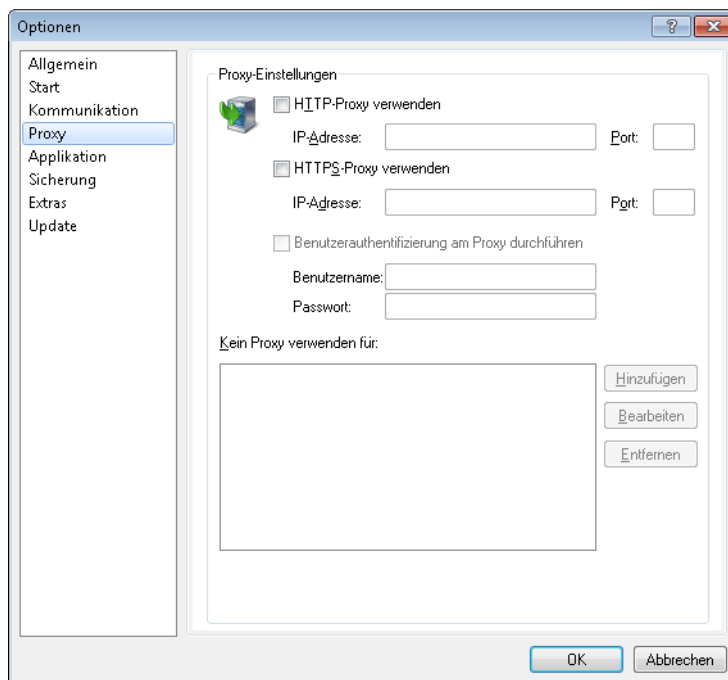 Optionen
Allgemein
Start
Kommunikation
Proxy
Applikation
Sicherung
Extras
Update
Proxy-Einstellungen
HTTP-Proxy verwenden
IP-Adresse: Port:
HTTPS-Proxy verwenden
IP-Adresse: Port:
Benutzerauthentifizierung am Proxy durchführen
Benutzername:
Passwort:
Kein Proxy verwenden für:
Hinzufügen
Bearbeiten
Entfernen
OK Abbrechen